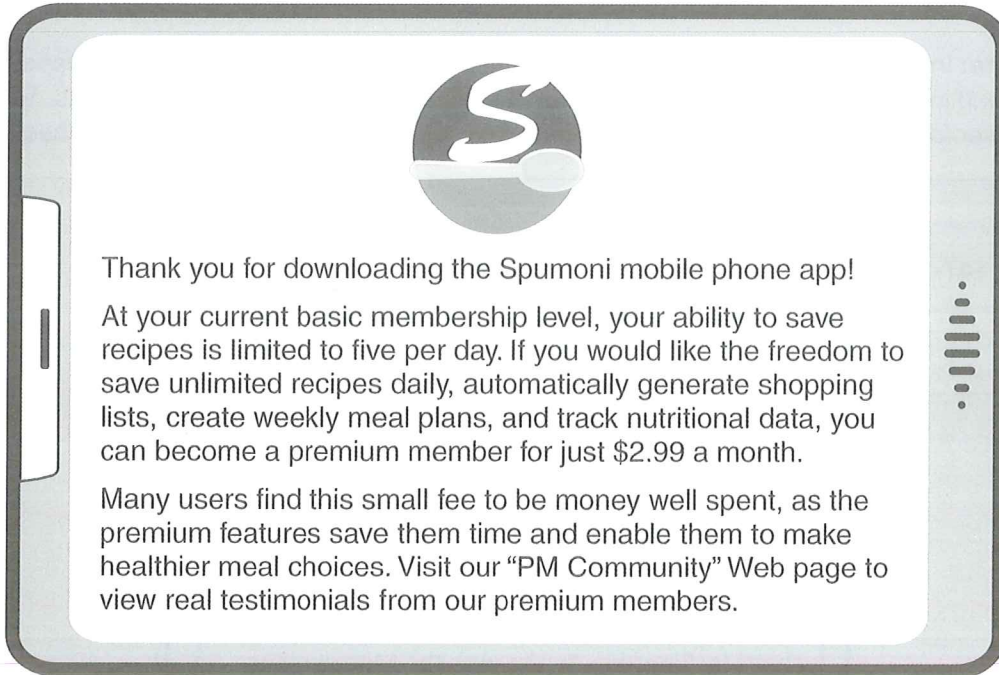 S
Thank you for downloading the Spumoni mobile phone app!
At your current basic membership level, your ability to save
recipes is limited to five per day. If you would like the freedom to
save unlimited recipes daily, automatically generate shopping
lists, create weekly meal plans, and track nutritional data, you
can become a premium member for just $2.99 a month.
Many users find this small fee to be money well spent, as the
premium features save them time and enable them to make
healthier meal choices. Visit our “PM Community” Web page to
view real testimonials from our premium members.